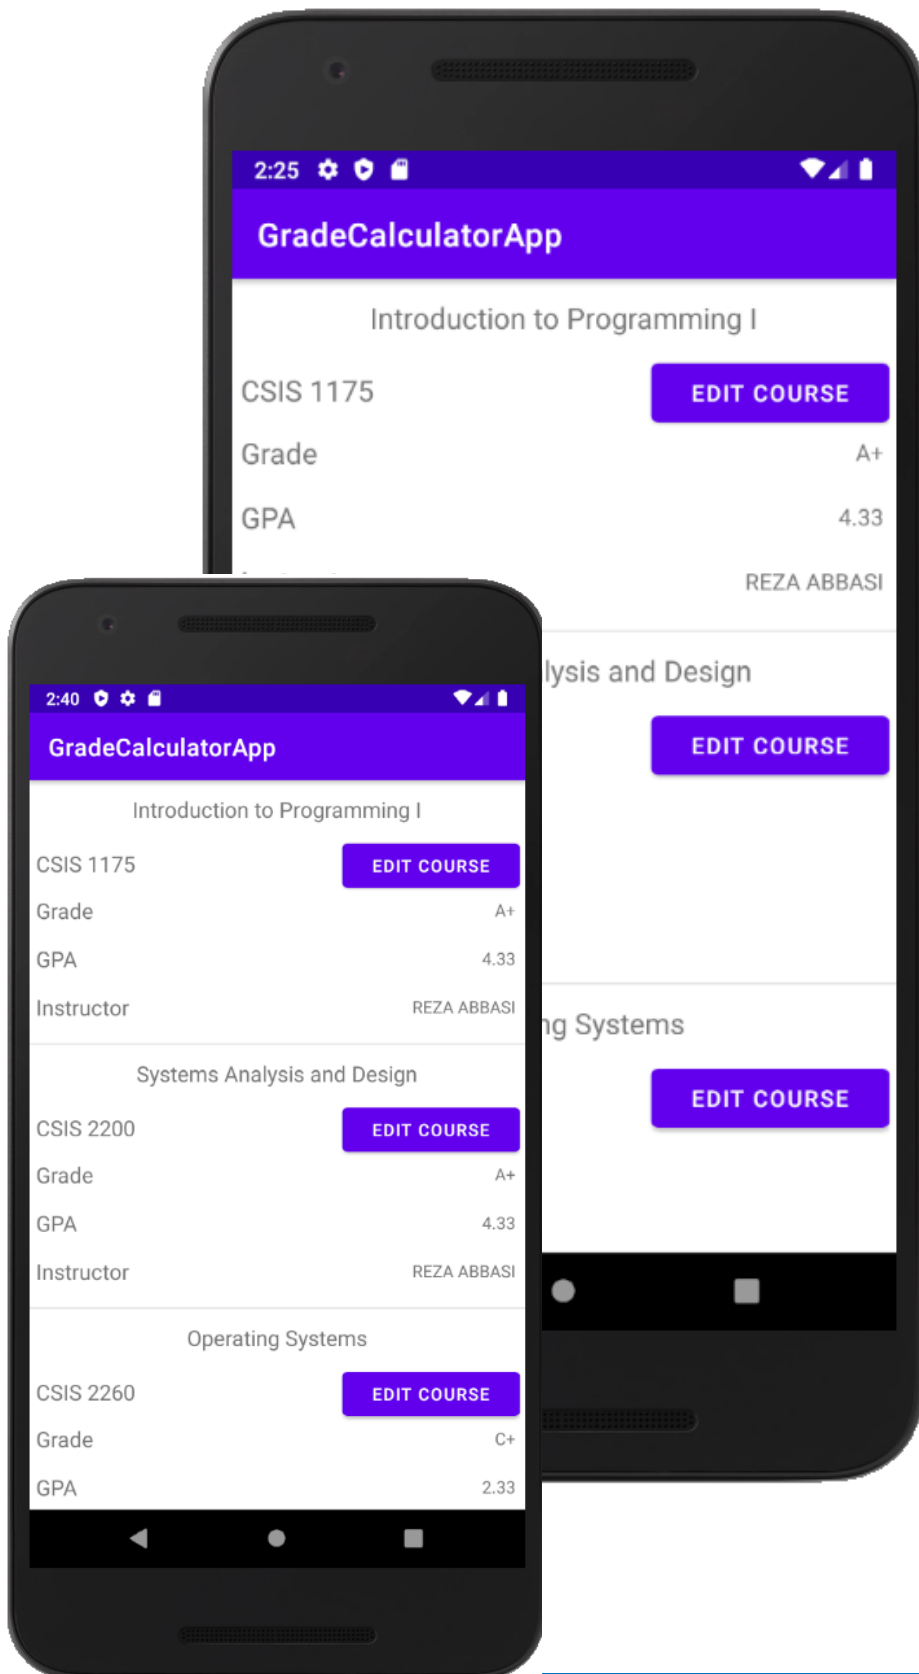 2:25
GradeCalculatorApp
Introduction to Programming I
CSIS 1175
EDIT COURSE
Grade
A+
GPA
4.33
REZA ABBASI
lysis and Design
EDIT COURSE
ng Systems
EDIT COURSE
2:40
GradeCalculatorApp
Introduction to Programming I
CSIS 1175
EDIT COURSE
Grade
A+
GPA
4.33
Instructor
REZA ABBASI
Systems Analysis and Design
CSIS 2200
EDIT COURSE
Grade
A+
GPA
4.33
Instructor
REZA ABBASI
Operating Systems
CSIS 2260
EDIT COURSE
Grade
C+
GPA
2.33